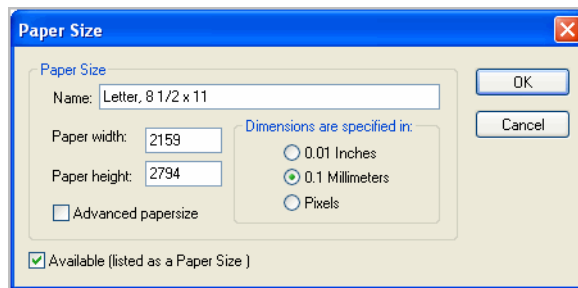 Paper Size
Paper Size
Name: Letter, 8 1/2 x 11
OK
Cancel
Paper width: 2159
Paper height: 2794
Advanced papersize
Dimensions are specified in:
0.01 Inches
0.1 Millimeters
Pixels
Available (listed as a Paper Size )